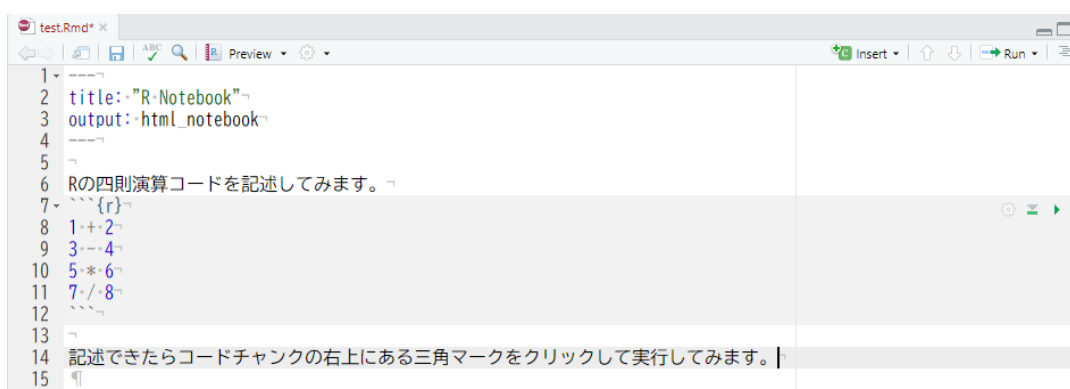 test.Rmd* ×
ABC Preview Insert Run
1 ---
2 title: "R Notebook"
3 output: html_notebook
4 ---
5
6 Rの四則演算コードを記述してみます。
7 ```{r}
8 1 + 2
9 3 - 4
10 5 * 6
11 7 / 8
12 ```
13
14 記述できたらコードチャンクの右上にある三角マークをクリックして実行してみます。
15